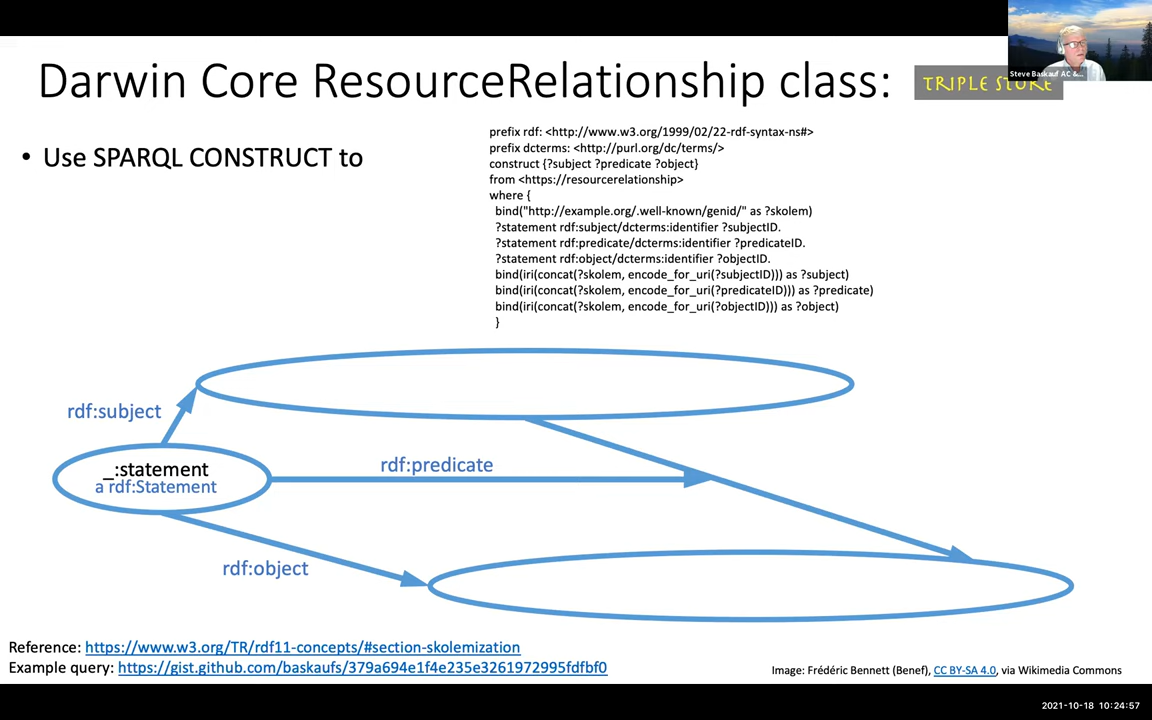 Steve Baskauf AC &...
Darwin Core ResourceRelationship class:
TRIPLE STORE
• Use SPARQL CONSTRUCT to
prefix rdf: <http://www.w3.org/1999/02/22-rdf-syntax-ns#>
prefix dcterms: <http://purl.org/dc/terms/>
construct {?subject ?predicate ?object}
from <https://resourcerelationship>
where {
bind("http://example.org/.well-known/genid/" as ?skolem)
?statement rdf:subject/dcterms:identifier ?subjectID.
?statement rdf:predicate/dcterms:identifier ?predicateID.
?statement rdf:object/dcterms:identifier ?objectID.
bind(iri(concat(?skolem, encode_for_uri(?subjectID))) as ?subject)
bind(iri(concat(?skolem, encode_for_uri(?predicateID))) as ?predicate)
bind(iri(concat(?skolem, encode_for_uri(?objectID))) as ?object)
}
rdf:subject
_:statement
a rdf:Statement
rdf:predicate
rdf:object
Reference: https://www.w3.org/TR/rdf11-concepts/#section-skolemization
Example query: https://gist.github.com/baskaufs/379a694e1f4e235e3261972995fdfbf0
Image: Frédéric Bennett (Benef), CC BY-SA 4.0, via Wikimedia Commons
2021-10-18 10:24:57